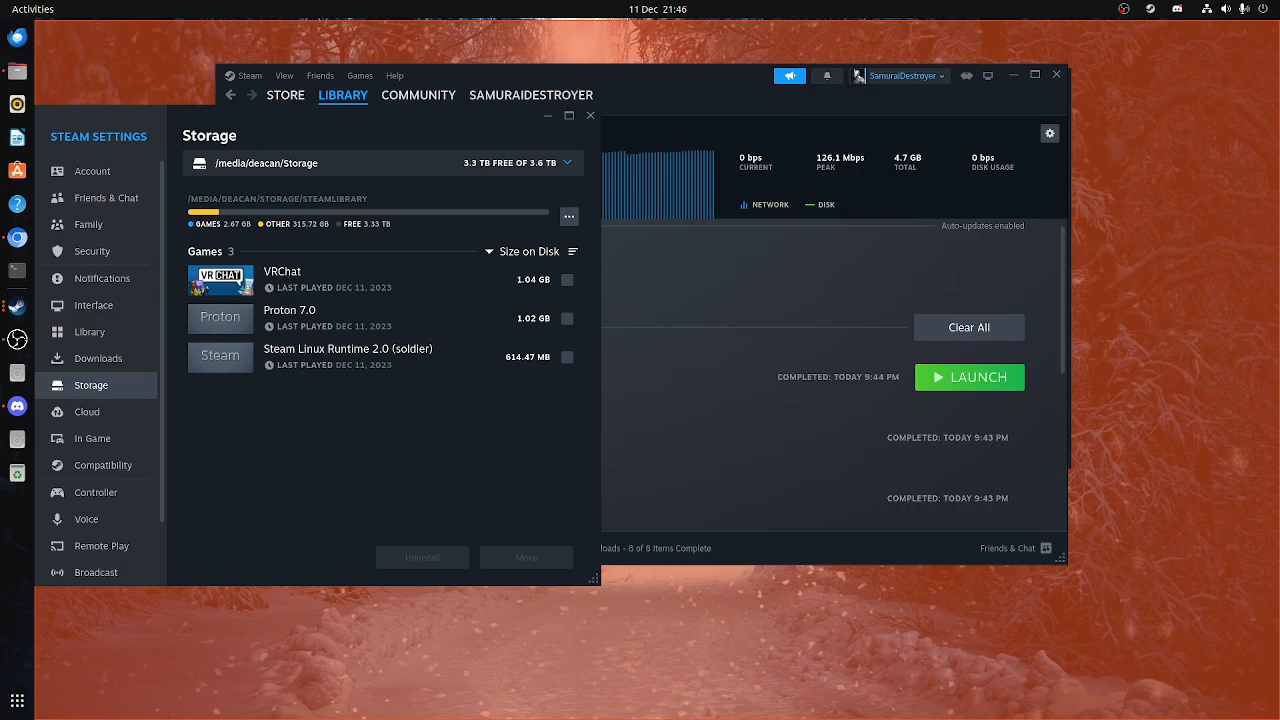 Activities
11 Dec 21:46
Steam View Friends Games Help
SamuraiDestroyer
STORE LIBRARY COMMUNITY SAMURAIDESTROYER
STEAM SETTINGS
Account
Friends & Chat
Family
Security
Notifications
Interface
Library
Downloads
Storage
Cloud
In Game
Compatibility
Controller
Voice
Remote Play
Broadcast
Storage
/media/deacan/Storage 3.3 TB FREE OF 3.6 TB
/MEDIA/DEACAN/STORAGE/STEAMLIBRARY
GAMES 2.67 GB OTHER 315.72 GB FREE 3.33 TB
Games 3 Size on Disk
VRCHAT
VRChat
LAST PLAYED DEC 11, 2023
1.04 GB
Proton
Proton 7.0
LAST PLAYED DEC 11, 2023
1.02 GB
Steam
Steam Linux Runtime 2.0 (soldier)
LAST PLAYED DEC 11, 2023
614.47 MB
Uninstall Move
0 bps 126.1 Mbps 4.7 GB 0 bps
CURRENT PEAK TOTAL DISK USAGE
NETWORK DISK
Auto-updates enabled
Clear All
COMPLETED: TODAY 9:44 PM LAUNCH
COMPLETED: TODAY 9:43 PM
COMPLETED: TODAY 9:43 PM
loads - 8 of 8 Items Complete
Friends & Chat